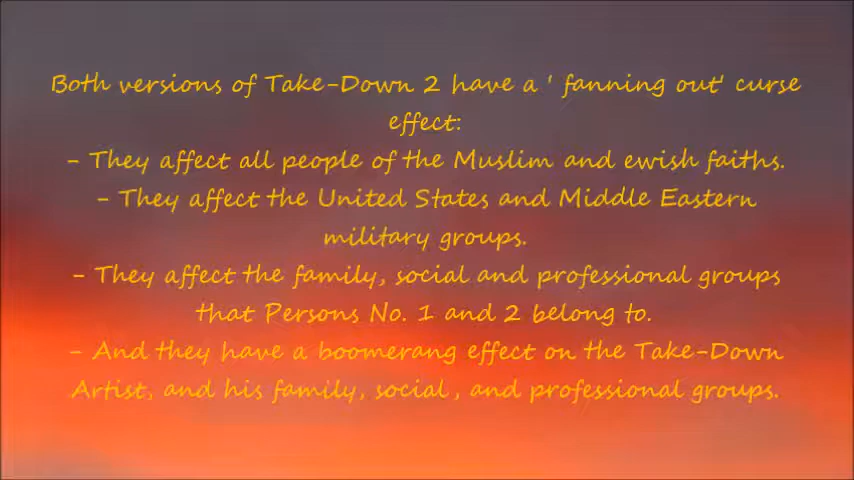 Both versions of Take-Down 2 have a ' fanning out' curse
effect:
- They affect all people of the Muslim and ewish faiths.
- They affect the United States and Middle Eastern
military groups.
- They affect the family, social and professional groups
that Persons No. 1 and 2 belong to.
- And they have a boomerang effect on the Take-Down
Artist, and his family, social , and professional groups.